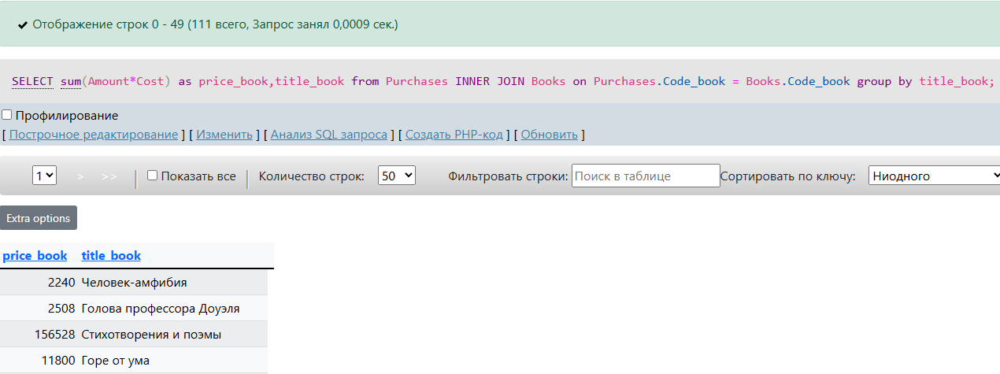 Отображение строк 0 - 49 (111 всего, Запрос занял 0,0009 сек.)
SELECT sum(Amount*Cost) as price_book,title_book from Purchases INNER JOIN Books on Purchases.Code_book = Books.Code_book group by title_book;
Профилирование
[ Построчное редактирование ] [ Изменить ] [ Анализ SQL запроса ] [ Создать PHP-код ] [ Обновить ]
1 > >> | Показать все | Количество строк: 50 Фильтровать строки: Поиск в таблице Сортировать по ключу: Ниодного
Extra options
price_book title_book
2240 Человек-амфибия
2508 Голова профессора Доуэля
156528 Стихотворения и поэмы
11800 Горе от ума